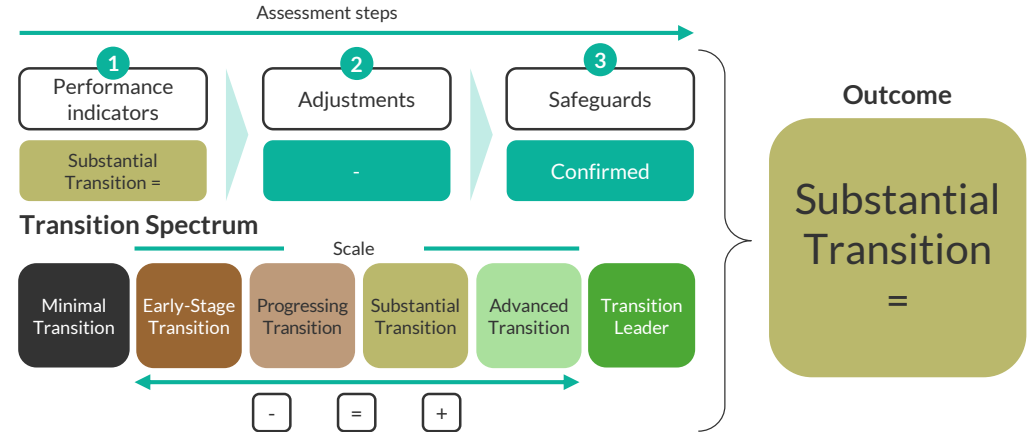 Assessment steps
1
Performance
indicators
2
Adjustments
3
Safeguards
Substantial
Transition =
-
Confirmed
Transition Spectrum
Scale
Minimal
Transition
Early-Stage
Transition
Progressing
Transition
Substantial
Transition
Advanced
Transition
Transition
Leader
-
=
+
Outcome
Substantial
Transition
=